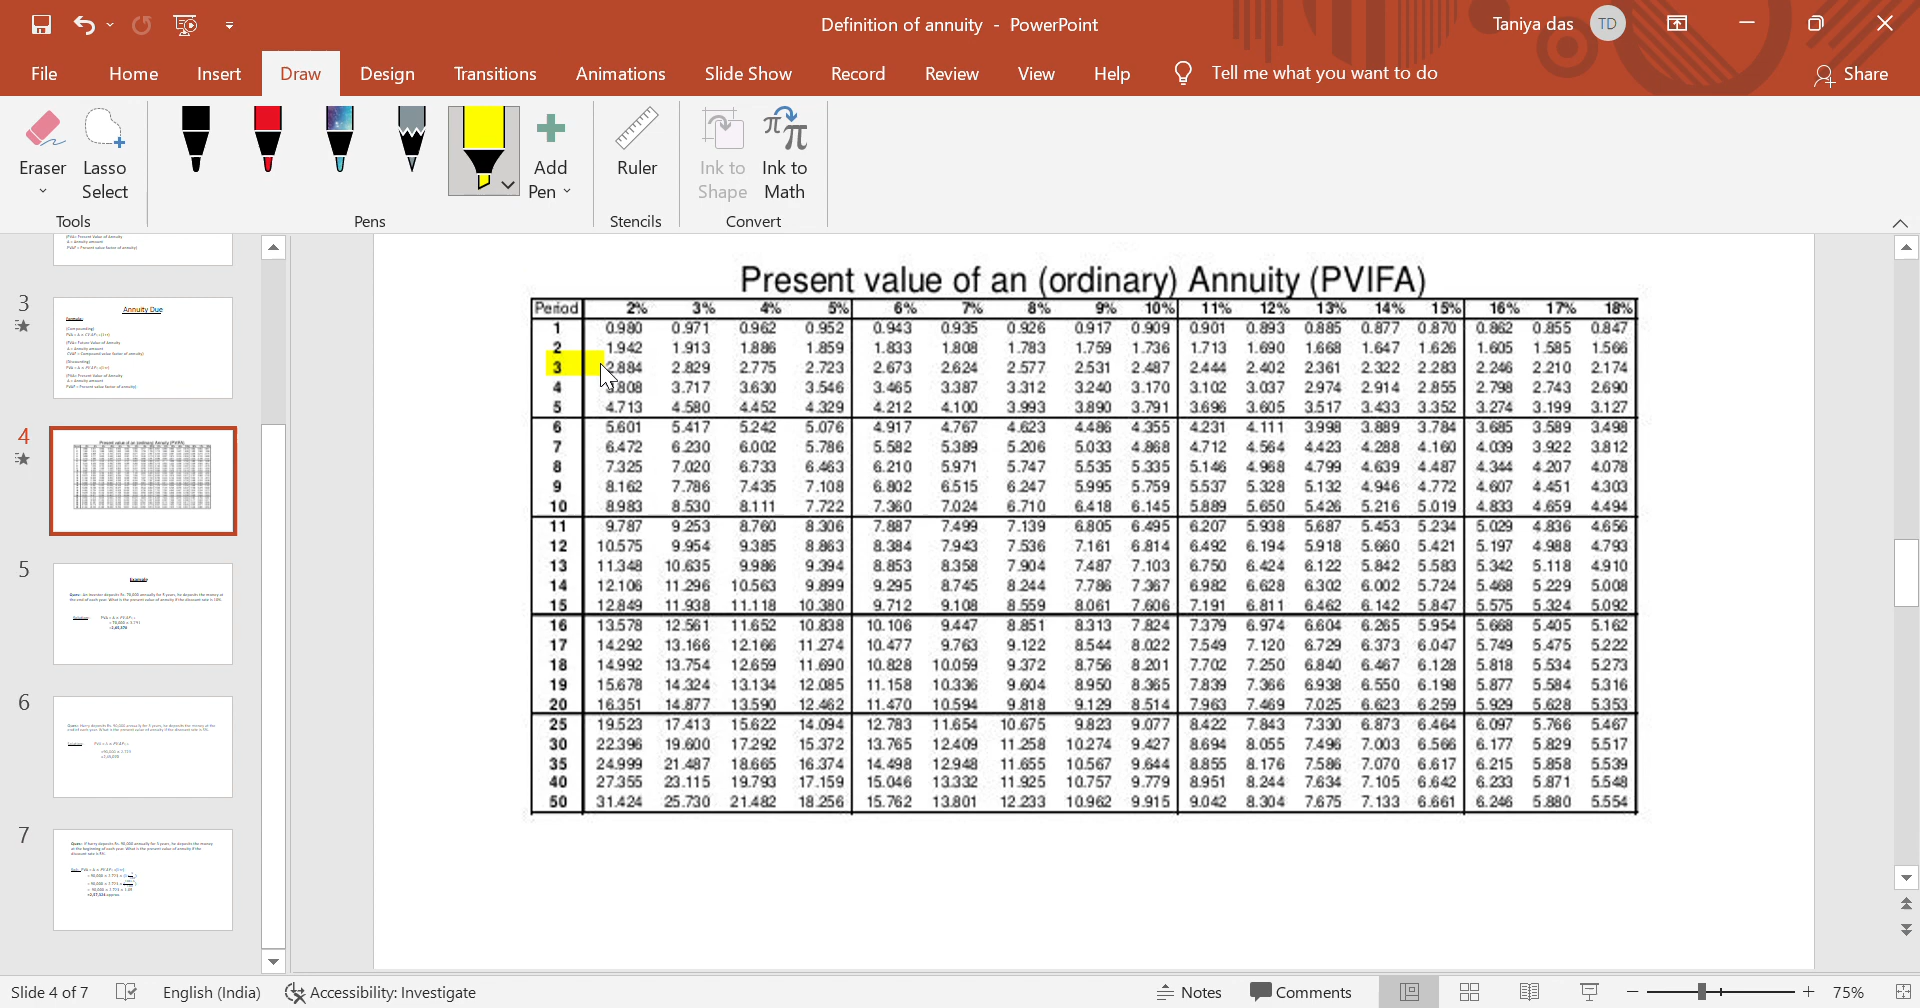 Definition of annuity - PowerPoint
Taniya das TD
File Home Insert Draw Design Transitions Animations Slide Show Record Review View Help Tell me what you want to do Share
Eraser
Lasso Select
Add Pen
Ruler
Ink to Shape
Ink to Math
Tools Pens Stencils Convert
3
Annuity Due
4
5
Example
6
7
Present value of an (ordinary) Annuity (PVIFA)
Period 2% 3% 4% 5% 6% 7% 8% 9% 10% 11% 12% 13% 14% 15% 16% 17% 18%
1 0.980 0.971 0.962 0.952 0.943 0.935 0.926 0.917 0.909 0.901 0.893 0.885 0.877 0.870 0.862 0.855 0.847
2 1.942 1.913 1.886 1.859 1.833 1.808 1.783 1.759 1.736 1.713 1.690 1.668 1.647 1.626 1.605 1.585 1.566
3 2.884 2.829 2.775 2.723 2.673 2.624 2.577 2.531 2.487 2.444 2.402 2.361 2.322 2.283 2.246 2.210 2.174
4 3.808 3.717 3.630 3.546 3.465 3.387 3.312 3.240 3.170 3.102 3.037 2.974 2.914 2.855 2.798 2.743 2.690
5 4.713 4.580 4.452 4.329 4.212 4.100 3.993 3.890 3.791 3.696 3.605 3.517 3.433 3.352 3.274 3.199 3.127
6 5.601 5.417 5.242 5.076 4.917 4.767 4.623 4.486 4.355 4.231 4.111 3.998 3.889 3.784 3.685 3.589 3.498
7 6.472 6.230 6.002 5.786 5.582 5.389 5.206 5.033 4.868 4.712 4.564 4.423 4.288 4.160 4.039 3.922 3.812
8 7.325 7.020 6.733 6.463 6.210 5.971 5.747 5.535 5.335 5.146 4.968 4.799 4.639 4.487 4.344 4.207 4.078
9 8.162 7.786 7.435 7.108 6.802 6.515 6.247 5.995 5.759 5.537 5.328 5.132 4.946 4.772 4.607 4.451 4.303
10 8.983 8.530 8.111 7.722 7.360 7.024 6.710 6.418 6.145 5.889 5.650 5.426 5.216 5.019 4.833 4.659 4.494
11 9.787 9.253 8.760 8.306 7.887 7.499 7.139 6.805 6.495 6.207 5.938 5.687 5.453 5.234 5.029 4.836 4.656
12 10.575 9.954 9.385 8.863 8.384 7.943 7.536 7.161 6.814 6.492 6.194 5.918 5.660 5.421 5.197 4.988 4.793
13 11.348 10.635 9.986 9.394 8.853 8.358 7.904 7.487 7.103 6.750 6.424 6.122 5.842 5.583 5.342 5.118 4.910
14 12.106 11.296 10.563 9.899 9.295 8.745 8.244 7.786 7.367 6.982 6.628 6.302 6.002 5.724 5.468 5.229 5.008
15 12.849 11.938 11.118 10.380 9.712 9.108 8.559 8.061 7.606 7.191 6.811 6.462 6.142 5.847 5.575 5.324 5.092
16 13.578 12.561 11.652 10.838 10.106 9.447 8.851 8.313 7.824 7.379 6.974 6.604 6.265 5.954 5.668 5.405 5.162
17 14.292 13.166 12.166 11.274 10.477 9.763 9.122 8.544 8.022 7.549 7.120 6.729 6.373 6.047 5.749 5.475 5.222
18 14.992 13.754 12.659 11.690 10.828 10.059 9.372 8.756 8.201 7.702 7.250 6.840 6.467 6.128 5.818 5.534 5.273
19 15.678 14.324 13.134 12.085 11.158 10.336 9.604 8.950 8.365 7.839 7.366 6.938 6.550 6.198 5.877 5.584 5.316
20 16.351 14.877 13.590 12.462 11.470 10.594 9.818 9.129 8.514 7.963 7.469 7.025 6.623 6.259 5.929 5.628 5.353
25 19.523 17.413 15.622 14.094 12.783 11.654 10.675 9.823 9.077 8.422 7.843 7.330 6.873 6.464 6.097 5.766 5.467
30 22.396 19.600 17.292 15.372 13.765 12.409 11.258 10.274 9.427 8.694 8.055 7.496 7.003 6.566 6.177 5.829 5.517
35 24.999 21.487 18.665 16.374 14.498 12.948 11.655 10.567 9.644 8.855 8.176 7.586 7.070 6.617 6.215 5.858 5.539
40 27.355 23.115 19.793 17.159 15.046 13.332 11.925 10.757 9.779 8.951 8.244 7.634 7.105 6.642 6.233 5.871 5.548
50 31.424 25.730 21.482 18.256 15.762 13.801 12.233 10.962 9.915 9.042 8.304 7.675 7.133 6.661 6.246 5.880 5.554
Slide 4 of 7 English (India) Accessibility: Investigate Notes Comments 75%